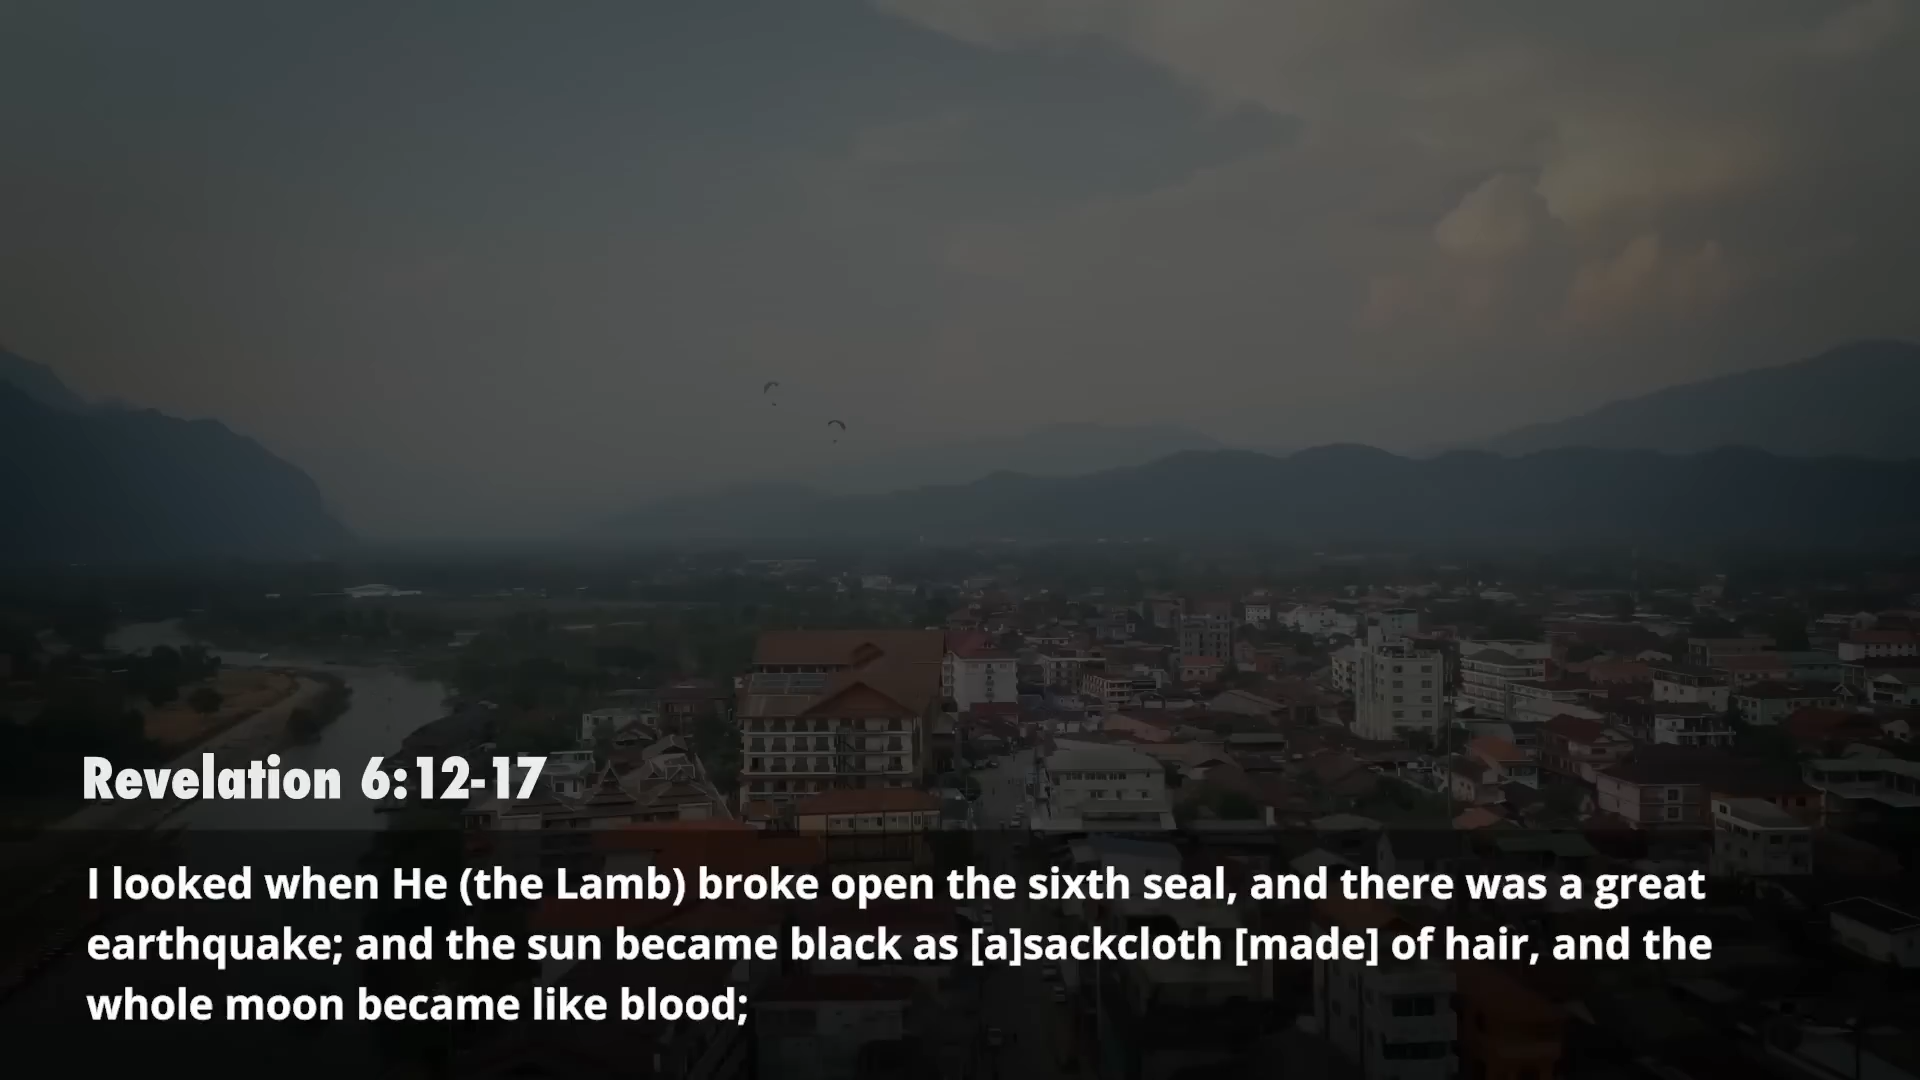 Revelation 6:12-17
I looked when He (the Lamb) broke open the sixth seal, and there was a great
earthquake; and the sun became black as [a]sackcloth [made] of hair, and the
whole moon became like blood;